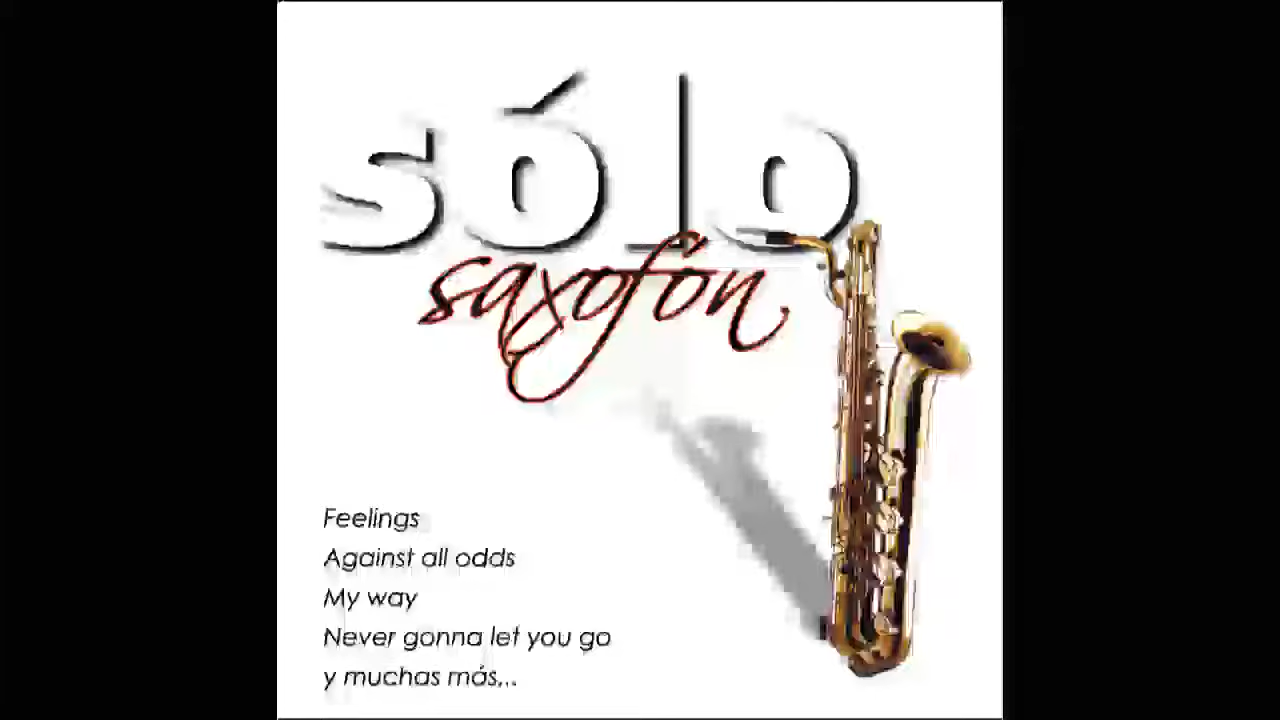 sólo
saxofón
Feelings
Against all odds
My way
Never gonna let you go
y muchas más...